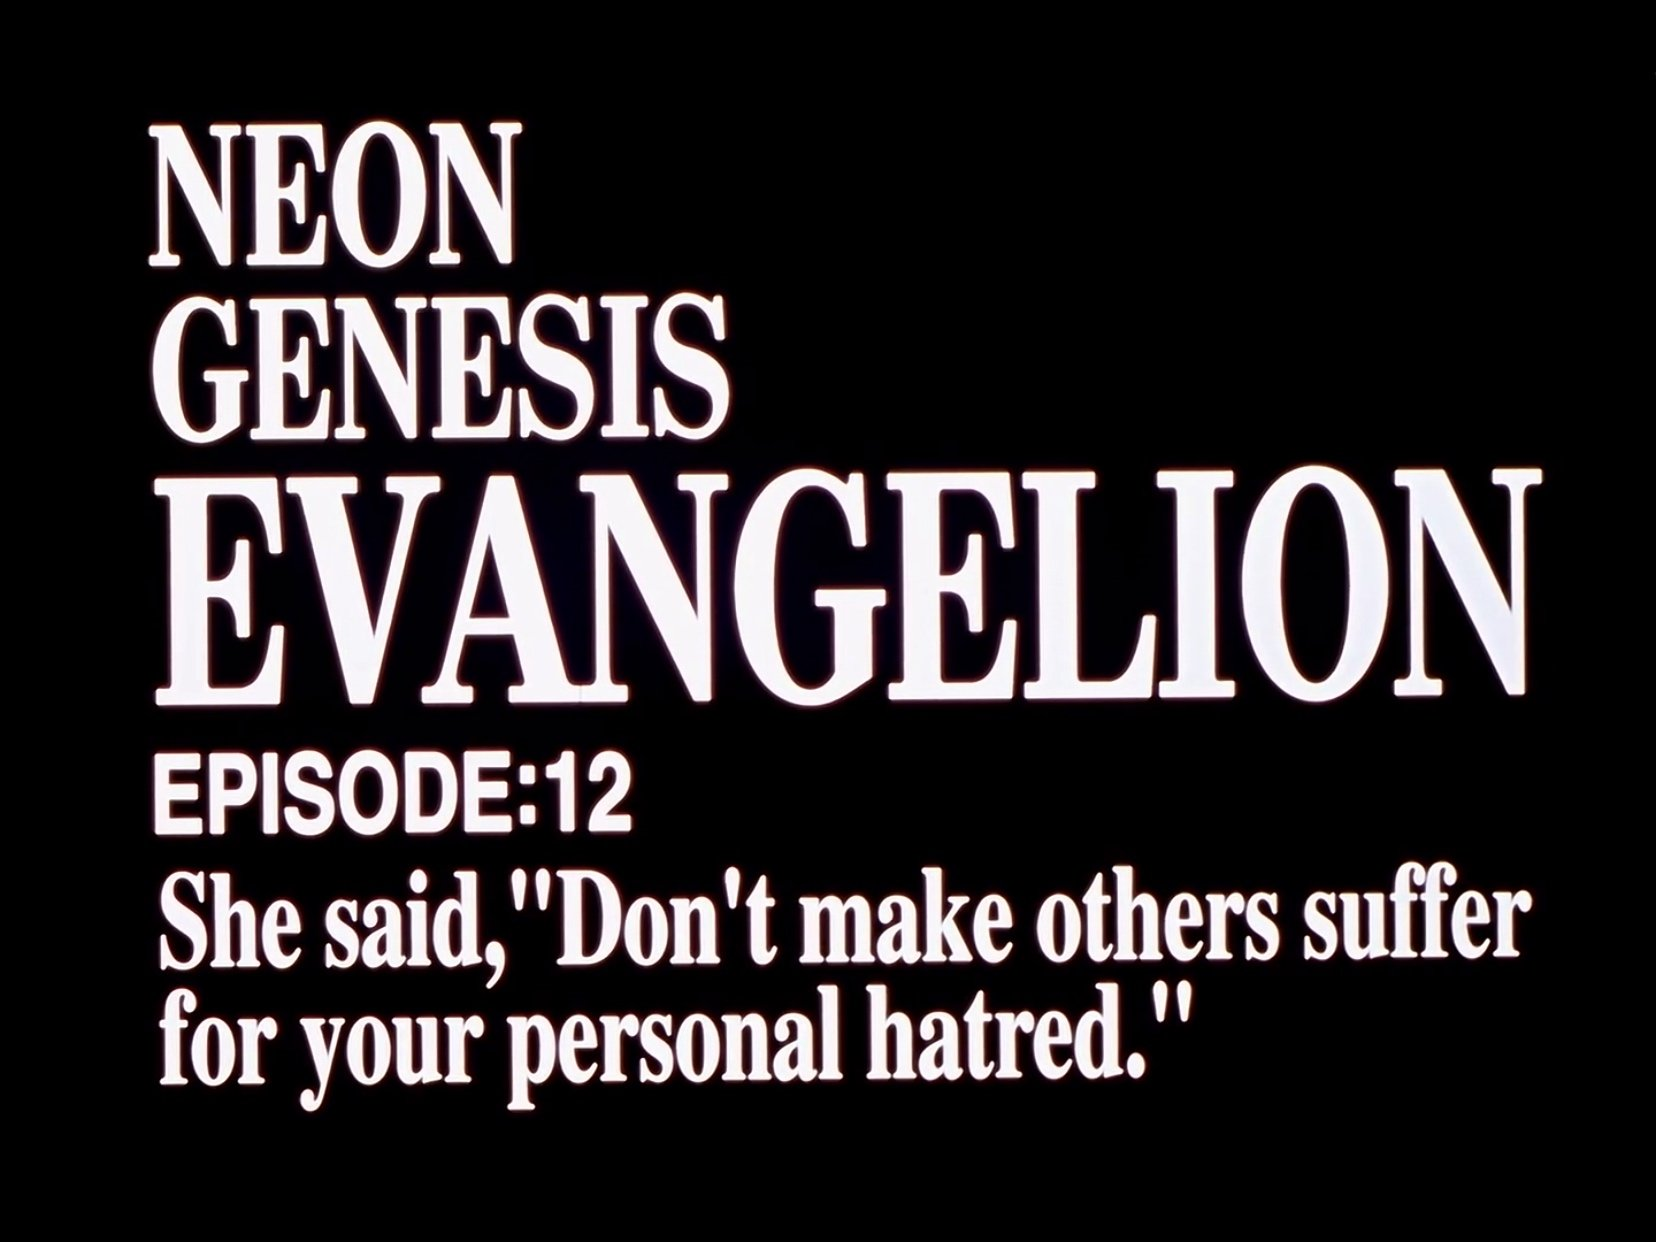 NEON
GENESIS
EVANGELION
EPISODE:12
She said,"Don't make others suffer
for your personal hatred."